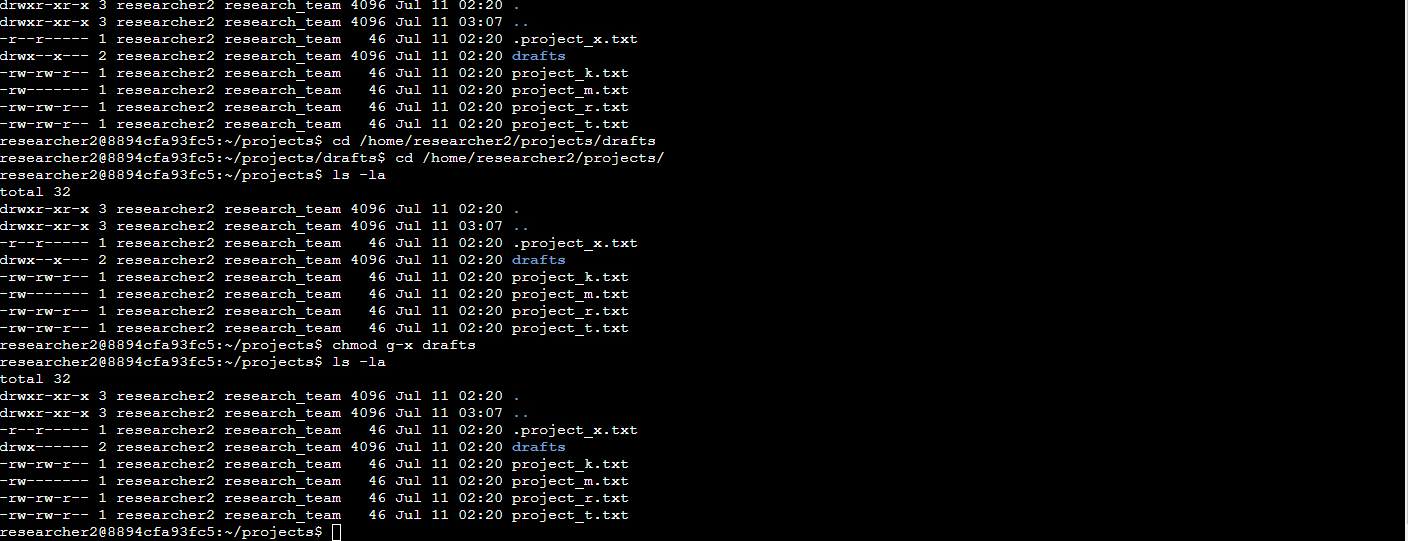 drwxr-xr-x 3 researcher2 research_team 4096 Jul 11 02:20 .
drwxr-xr-x 3 researcher2 research_team 4096 Jul 11 03:07 ..
-r--r----- 1 researcher2 research_team   46 Jul 11 02:20 .project_x.txt
drwx--x--- 2 researcher2 research_team 4096 Jul 11 02:20 drafts
-rw-rw-r-- 1 researcher2 research_team   46 Jul 11 02:20 project_k.txt
-rw------- 1 researcher2 research_team   46 Jul 11 02:20 project_m.txt
-rw-rw-r-- 1 researcher2 research_team   46 Jul 11 02:20 project_r.txt
-rw-rw-r-- 1 researcher2 research_team   46 Jul 11 02:20 project_t.txt
researcher2@8894cfa93fc5:~/projects$ cd /home/researcher2/projects/drafts
researcher2@8894cfa93fc5:~/projects/drafts$ cd /home/researcher2/projects/
researcher2@8894cfa93fc5:~/projects$ ls -la
total 32
drwxr-xr-x 3 researcher2 research_team 4096 Jul 11 02:20 .
drwxr-xr-x 3 researcher2 research_team 4096 Jul 11 03:07 ..
-r--r----- 1 researcher2 research_team   46 Jul 11 02:20 .project_x.txt
drwx--x--- 2 researcher2 research_team 4096 Jul 11 02:20 drafts
-rw-rw-r-- 1 researcher2 research_team   46 Jul 11 02:20 project_k.txt
-rw------- 1 researcher2 research_team   46 Jul 11 02:20 project_m.txt
-rw-rw-r-- 1 researcher2 research_team   46 Jul 11 02:20 project_r.txt
-rw-rw-r-- 1 researcher2 research_team   46 Jul 11 02:20 project_t.txt
researcher2@8894cfa93fc5:~/projects$ chmod g-x drafts
researcher2@8894cfa93fc5:~/projects$ ls -la
total 32
drwxr-xr-x 3 researcher2 research_team 4096 Jul 11 02:20 .
drwxr-xr-x 3 researcher2 research_team 4096 Jul 11 03:07 ..
-r--r----- 1 researcher2 research_team   46 Jul 11 02:20 .project_x.txt
drwx------ 2 researcher2 research_team 4096 Jul 11 02:20 drafts
-rw-rw-r-- 1 researcher2 research_team   46 Jul 11 02:20 project_k.txt
-rw------- 1 researcher2 research_team   46 Jul 11 02:20 project_m.txt
-rw-rw-r-- 1 researcher2 research_team   46 Jul 11 02:20 project_r.txt
-rw-rw-r-- 1 researcher2 research_team   46 Jul 11 02:20 project_t.txt
researcher2@8894cfa93fc5:~/projects$